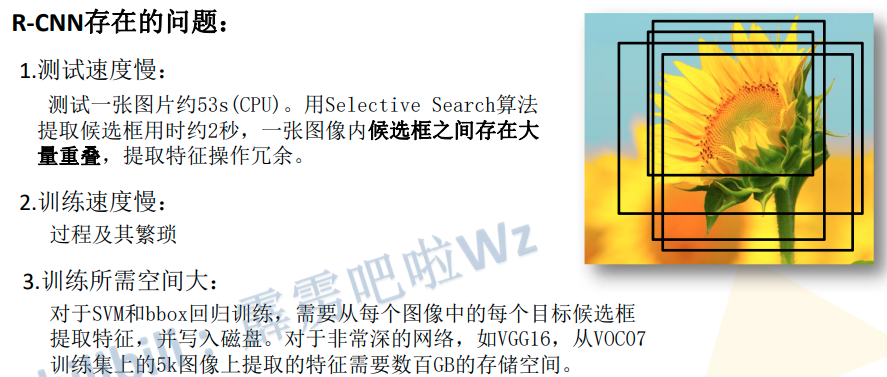 R-CNN存在的问题：
1.测试速度慢：
测试一张图片约53s(CPU)。用Selective Search算法
提取候选框用时约2秒，一张图像内候选框之间存在大
量重叠，提取特征操作冗余。
2.训练速度慢：
过程及其繁琐
3.训练所需空间大：
对于SVM和bbox回归训练，需要从每个图像中的每个目标候选框
提取特征，并写入磁盘。对于非常深的网络，如VGG16，从VOC07
训练集上的5k图像上提取的特征需要数百GB的存储空间。
霹雳吧啦Wz